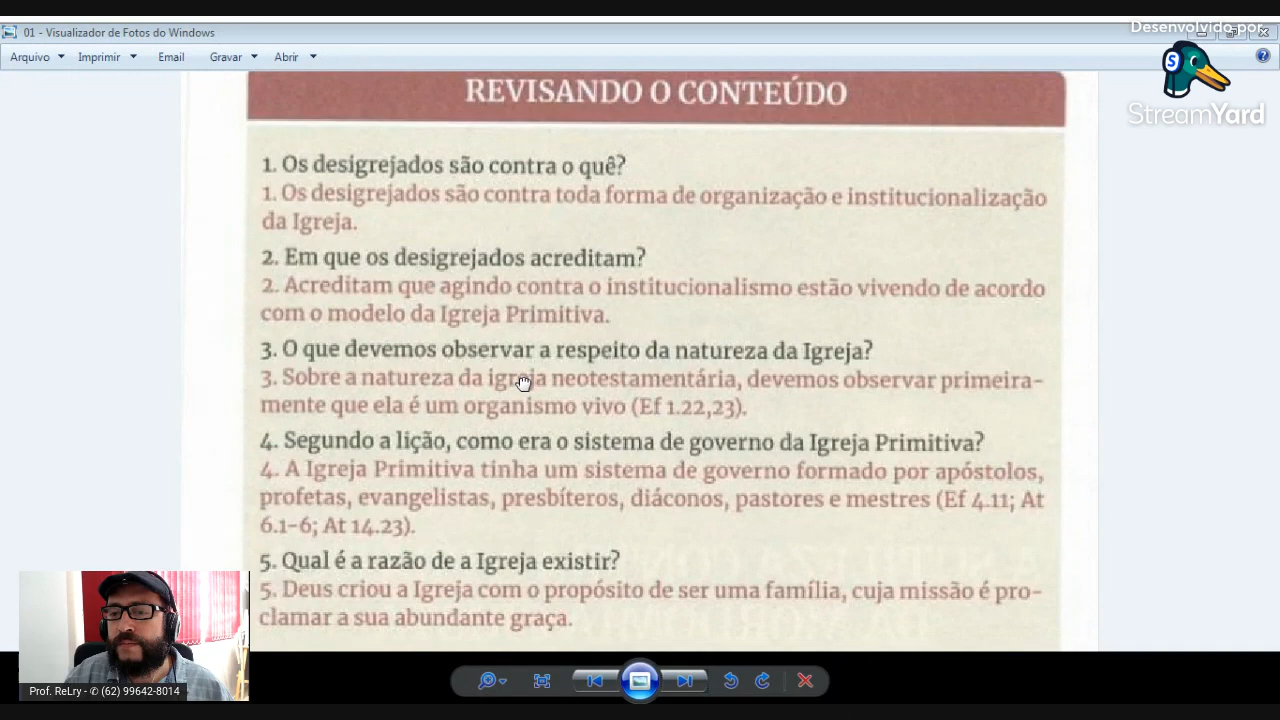 01 - Visualizador de Fotos do Windows
Desenvolvido por
Arquivo Imprimir Email Gravar Abrir
S
StreamYard
REVISANDO O CONTEÚDO
1. Os desigrejados são contra o quê?
1. Os desigrejados são contra toda forma de organização e institucionalização
da Igreja.
2. Em que os desigrejados acreditam?
2. Acreditam que agindo contra o institucionalismo estão vivendo de acordo
com o modelo da Igreja Primitiva.
3. O que devemos observar a respeito da natureza da Igreja?
3. Sobre a natureza da igreja neotestamentária, devemos observar primeira-
mente que ela é um organismo vivo (Ef 1.22,23).
4. Segundo a lição, como era o sistema de governo da Igreja Primitiva?
4. A Igreja Primitiva tinha um sistema de governo formado por apóstolos,
profetas, evangelistas, presbíteros, diáconos, pastores e mestres (Ef 4.11; At
6.1-6; At 14.23).
5. Qual é a razão de a Igreja existir?
5. Deus criou a Igreja com o propósito de ser uma família, cuja missão é pro-
clamar a sua abundante graça.
Prof. ReLry - ✆ (62) 99642-8014